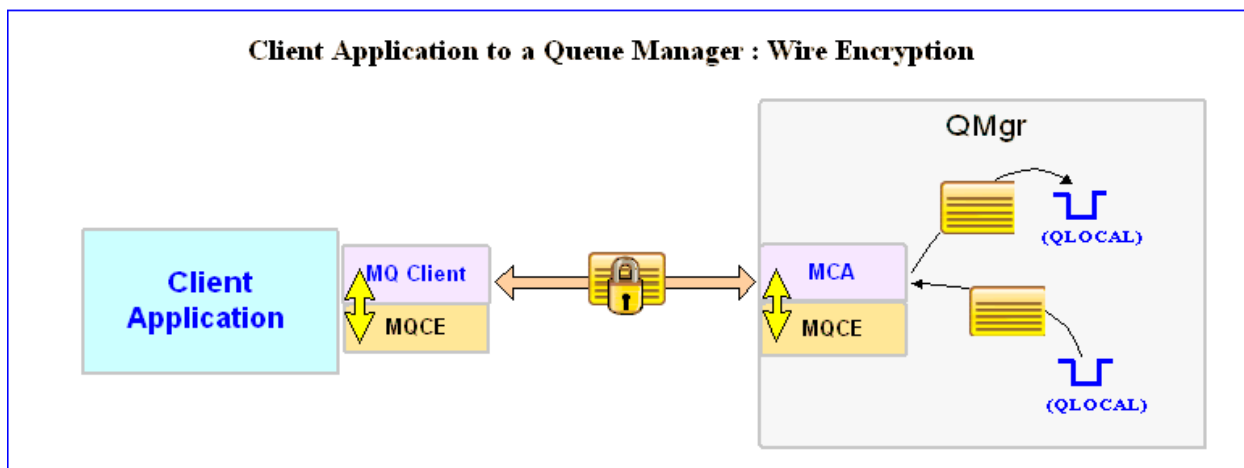 Client Application to a Queue Manager : Wire Encryption
QMgr
(QLOCAL)
Client
Application
MQ Client
MQCE
MCA
MQCE
(QLOCAL)